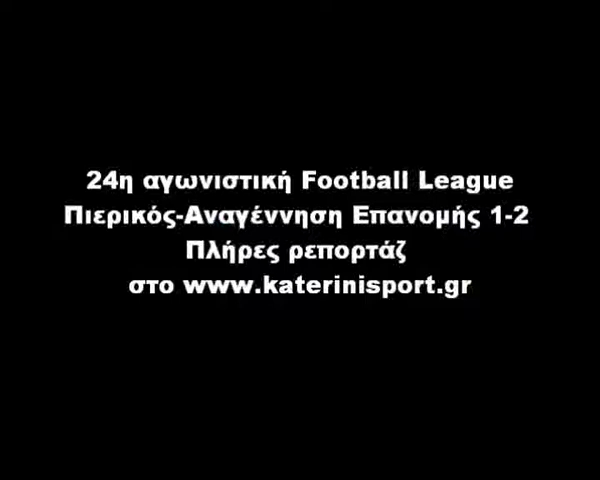 24η αγωνιστική Football League
Πιερικός-Αναγέννηση Επανομής 1-2
Πλήρες ρεπορτάζ
στο www.katerinisport.gr